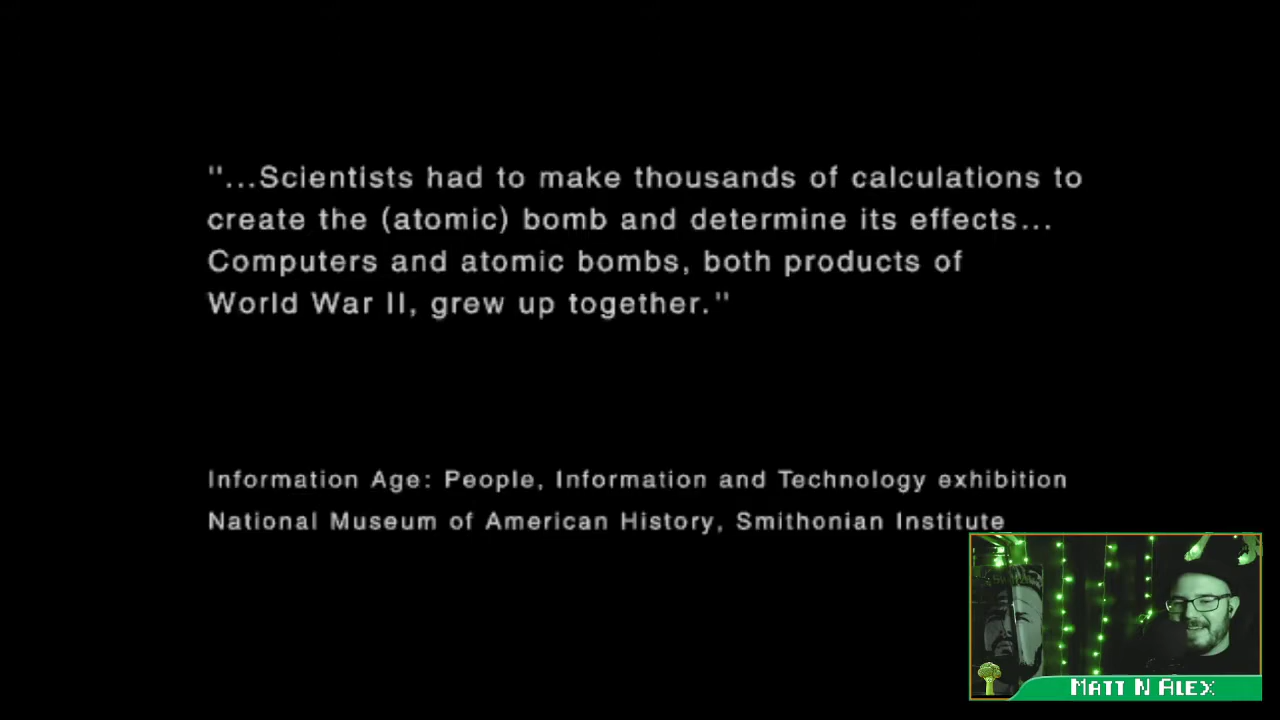 "...Scientists had to make thousands of calculations to
create the (atomic) bomb and determine its effects...
Computers and atomic bombs, both products of
World War II, grew up together."
Information Age: People, Information and Technology exhibition
National Museum of American History, Smithonian Institute
MATT N ALEX